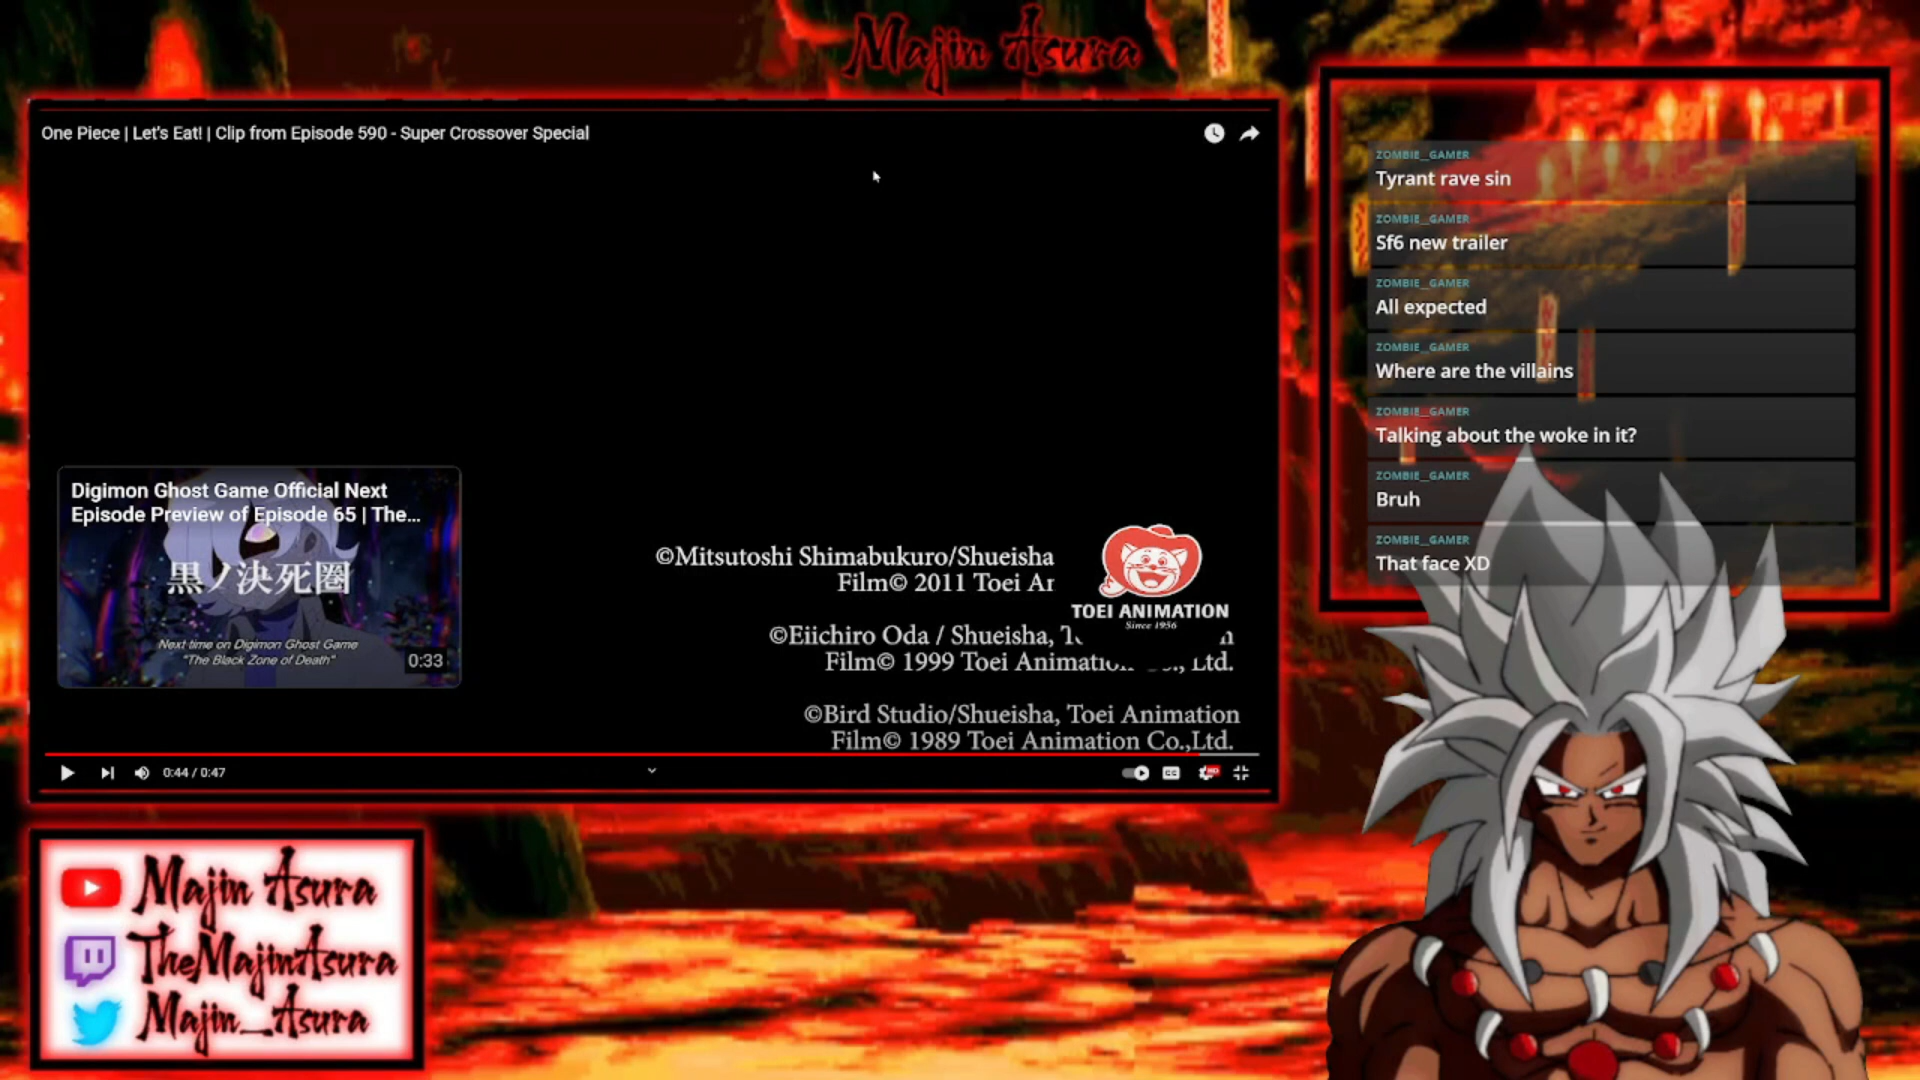 Majin Asura
One Piece | Let's Eat! | Clip from Episode 590 - Super Crossover Special
Digimon Ghost Game Official Next
Episode Preview of Episode 65 | The...
黒ノ決死圏
Next time on Digimon Ghost Game
"The Black Zone of Death"
0:33
©Mitsutoshi Shimabukuro/Shueisha
Film© 2011 Toei Ar
TOEI ANIMATION
Since 1956
©Eiichiro Oda / Shueisha,
Film© 1999 Toei Ltd.
©Bird Studio/Shueisha, Toei Animation
Film© 1989 Toei Animation Co.,Ltd.
0:44 / 0:47
CC
HD
ZOMBIE_GAMER
Tyrant rave sin
ZOMBIE_GAMER
Sf6 new trailer
ZOMBIE_GAMER
All expected
ZOMBIE_GAMER
Where are the villains
ZOMBIE_GAMER
Talking about the woke in it?
ZOMBIE_GAMER
Bruh
ZOMBIE_GAMER
That face XD
Majin Asura
TheMajinAsura
Majin_Asura